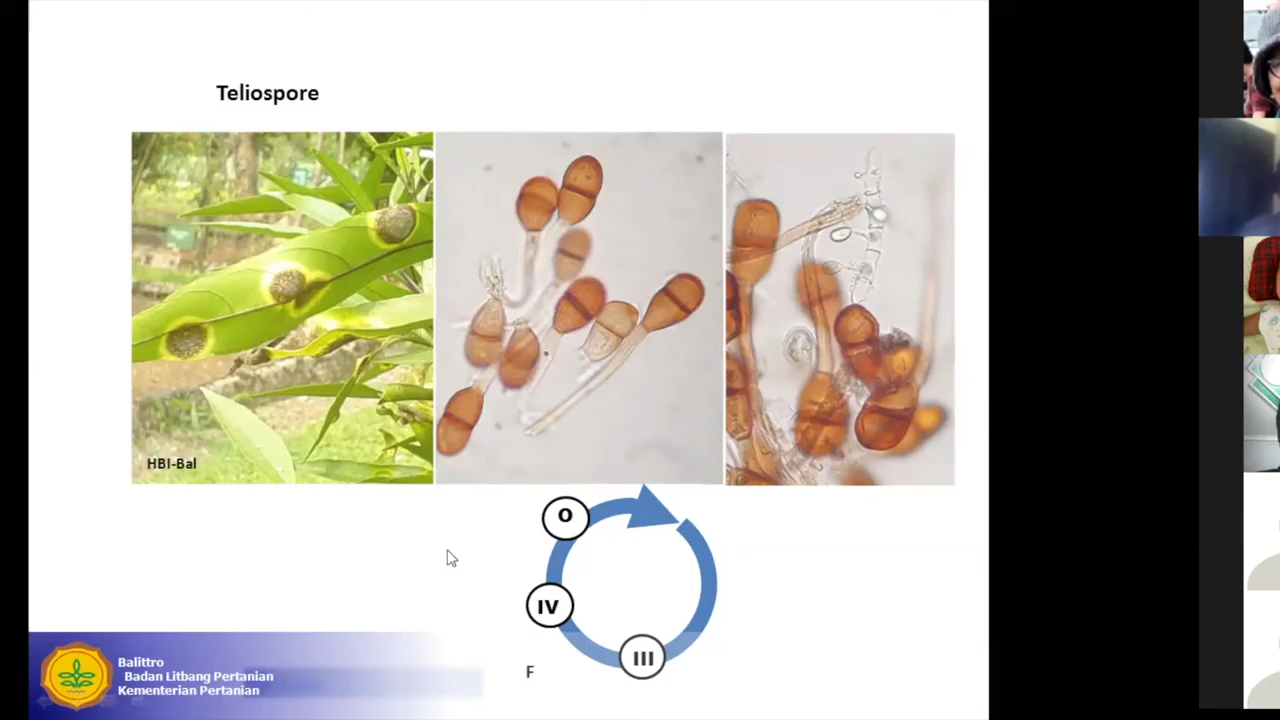 Teliospore
HBI-Bal
O
IV
III
F
Balittro
Badan Litbang Pertanian
Kementerian Pertanian